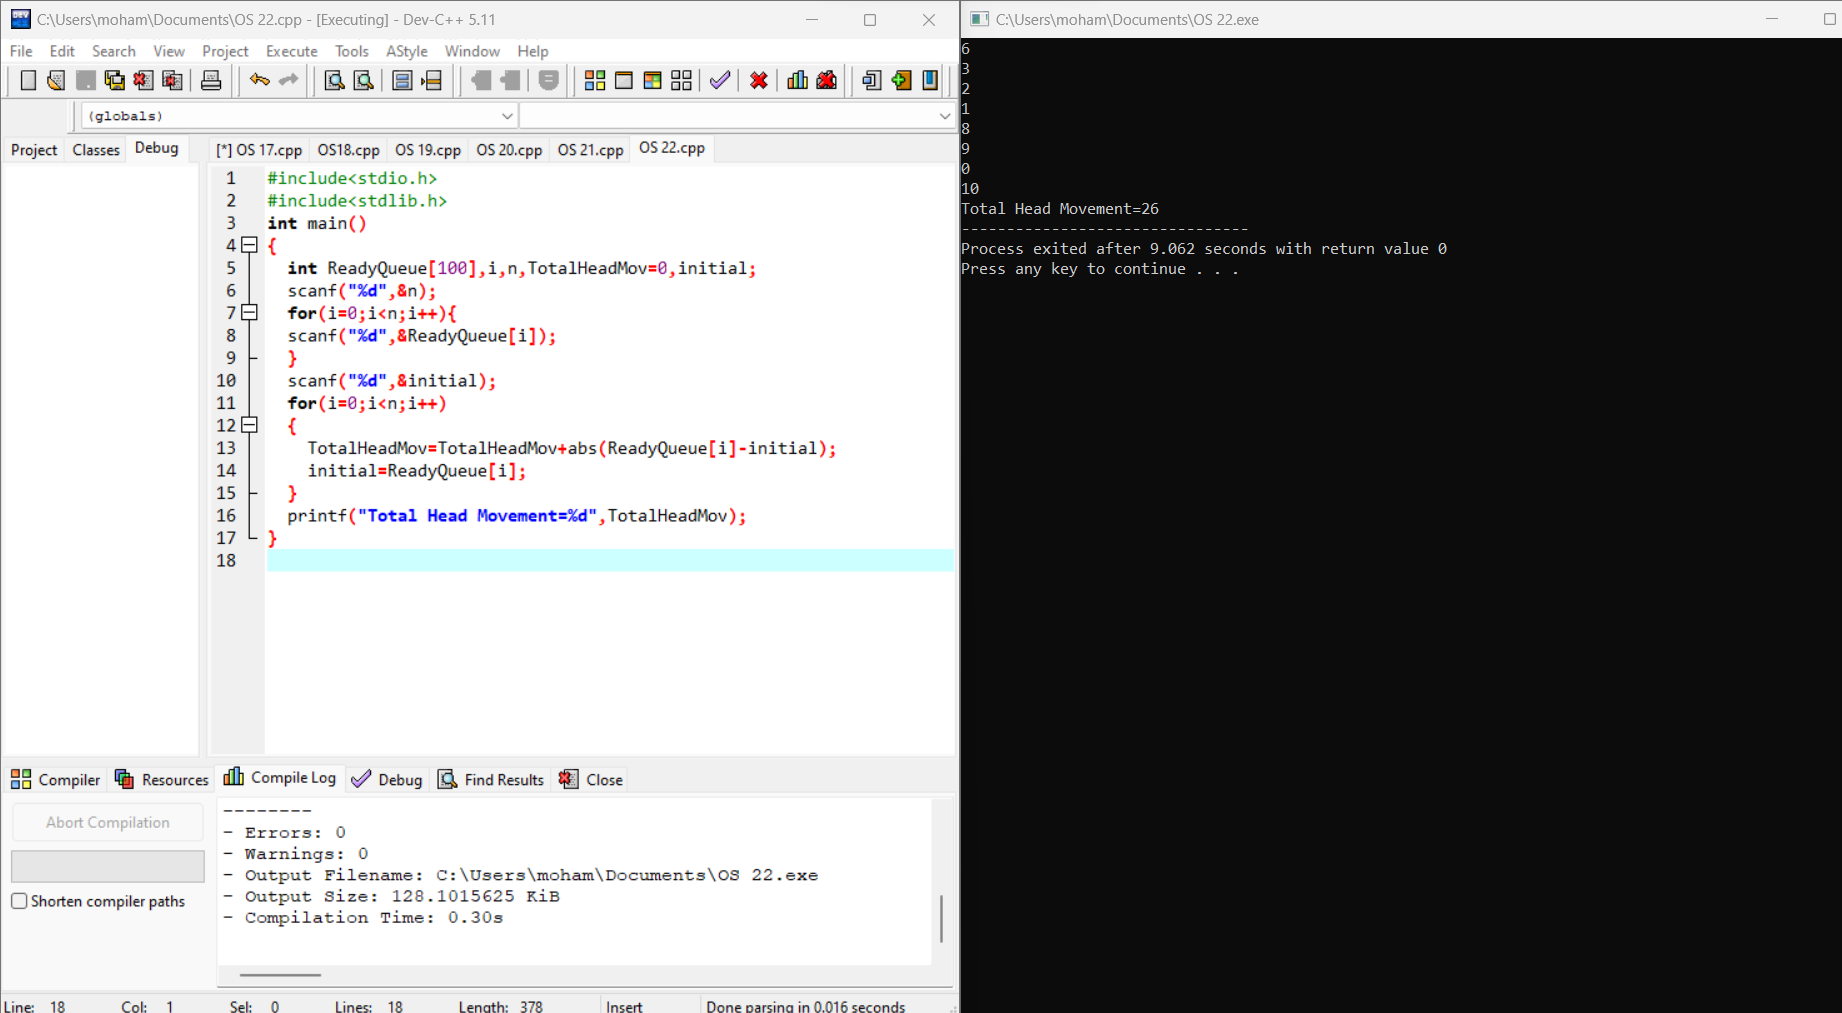 C:\Users\moham\Documents\OS 22.cpp - [Executing] - Dev-C++ 5.11
File Edit Search View Project Execute Tools AStyle Window Help
(globals)
Project Classes Debug
[*] OS 17.cpp OS18.cpp OS 19.cpp OS 20.cpp OS 21.cpp OS 22.cpp
1 #include<stdio.h>
2 #include<stdlib.h>
3 int main()
4 {
5 int ReadyQueue[100],i,n,TotalHeadMov=0,initial;
6 scanf("%d",&n);
7 for(i=0;i<n;i++){
8 scanf("%d",&ReadyQueue[i]);
9 }
10 scanf("%d",&initial);
11 for(i=0;i<n;i++)
12 {
13 TotalHeadMov=TotalHeadMov+abs(ReadyQueue[i]-initial);
14 initial=ReadyQueue[i];
15 }
16 printf("Total Head Movement=%d",TotalHeadMov);
17 }
18
Compiler Resources Compile Log Debug Find Results Close
Abort Compilation
Shorten compiler paths
--------
- Errors: 0
- Warnings: 0
- Output Filename: C:\Users\moham\Documents\OS 22.exe
- Output Size: 128.1015625 KiB
- Compilation Time: 0.30s
Line: 18 Col: 1 Sel: 0 Lines: 18 Length: 378 Insert Done parsing in 0.016 seconds
C:\Users\moham\Documents\OS 22.exe
6
3
2
1
8
9
0
10
Total Head Movement=26
--------------------------------
Process exited after 9.062 seconds with return value 0
Press any key to continue . . .